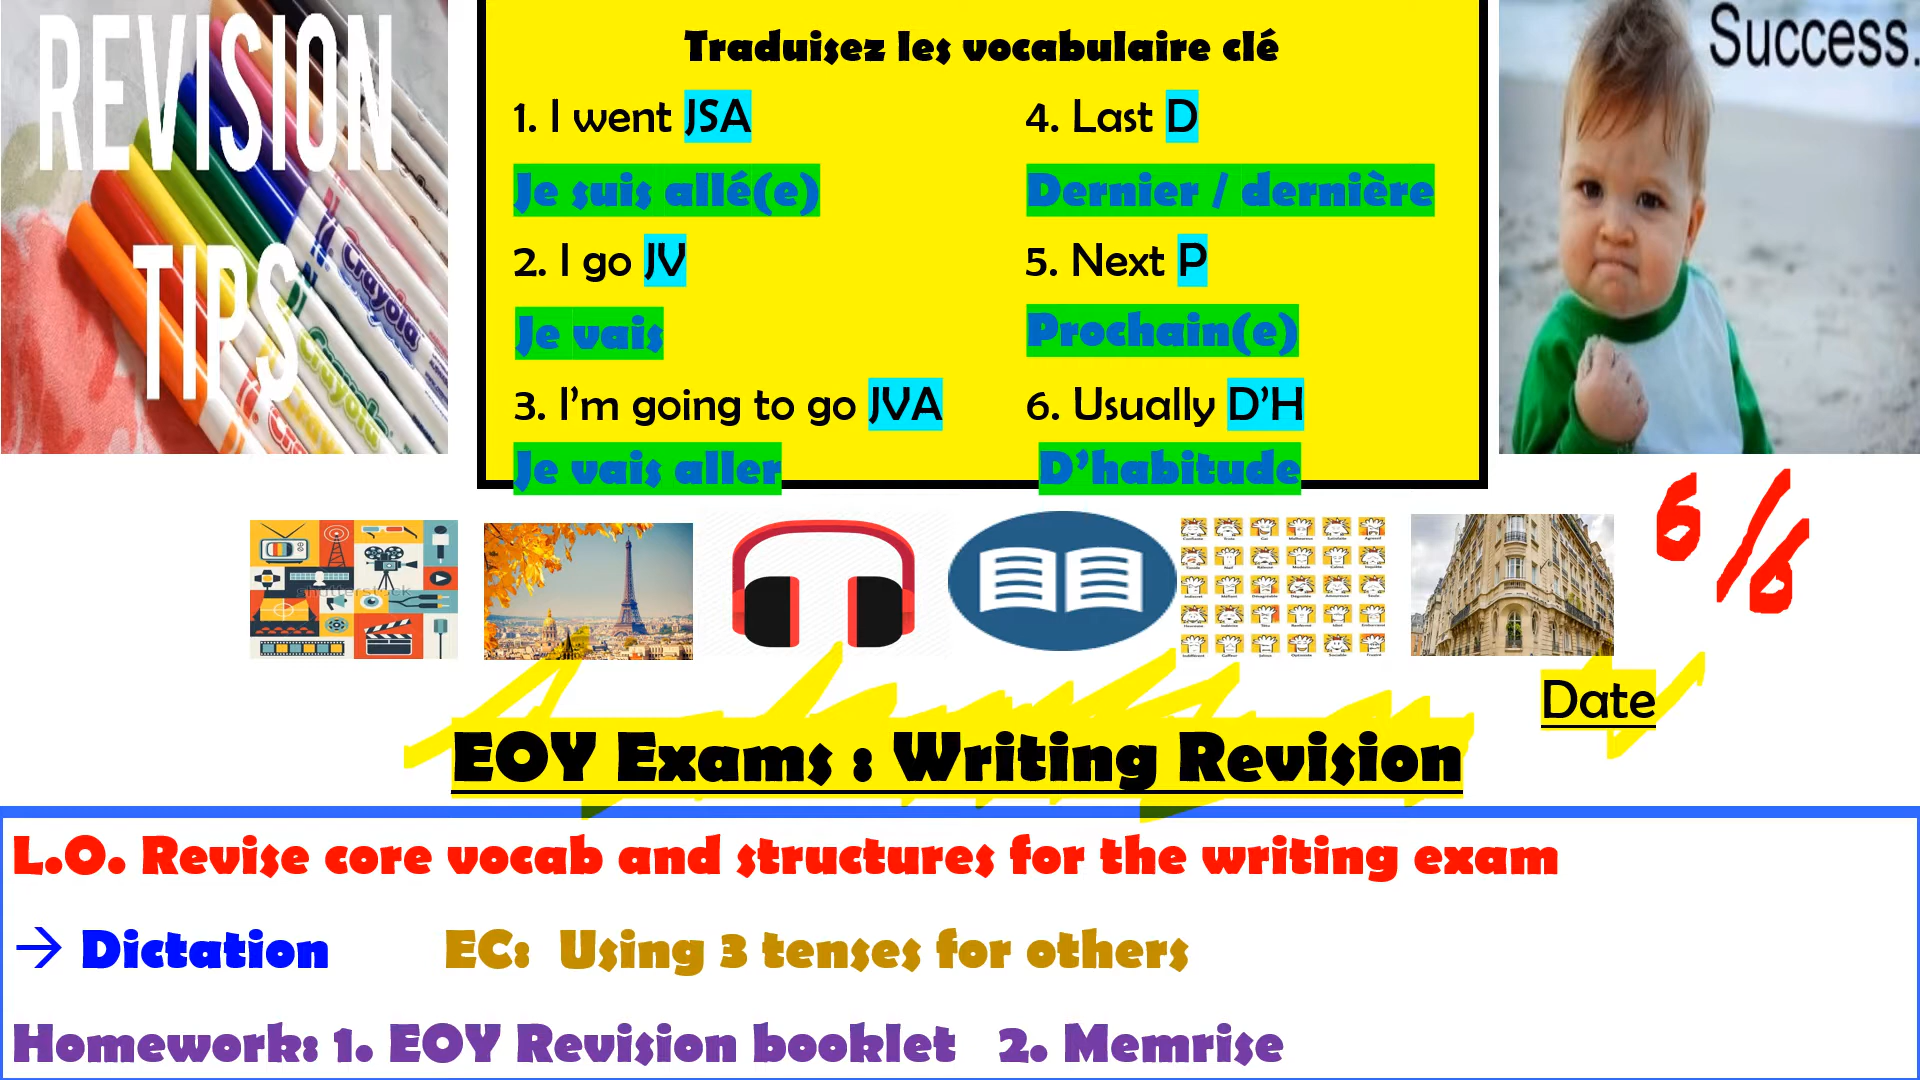 REVISION
TIPS
Crayola
Crayola
Traduisez les vocabulaire clé
1. I went JSA
Je suis allé(e)
2. I go JV
Je vais
3. I'm going to go JVA
Je vais aller
4. Last D
Dernier / dernière
5. Next P
Prochain(e)
6. Usually D'H
D'habitude
Success.
6/6
shutterstock
Date
EOY Exams : Writing Revision
L.O. Revise core vocab and structures for the writing exam
→ Dictation EC: Using 3 tenses for others
Homework: 1. EOY Revision booklet 2. Memrise